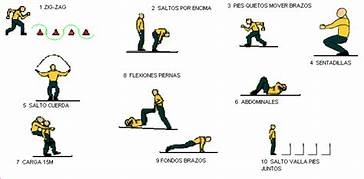 1 ZIG-ZAG
2 SALTOS POR ENCIMA
3 PIES QUIETOS MOVER BRAZOS
4 SENTADILLAS
5 SALTO CUERDA
8 FLEXIONES PIERNAS
6 ABDOMINALES
7 CARGA 15M
9 FONDOS BRAZOS
10 SALTO VALLA PIES
JUNTOS